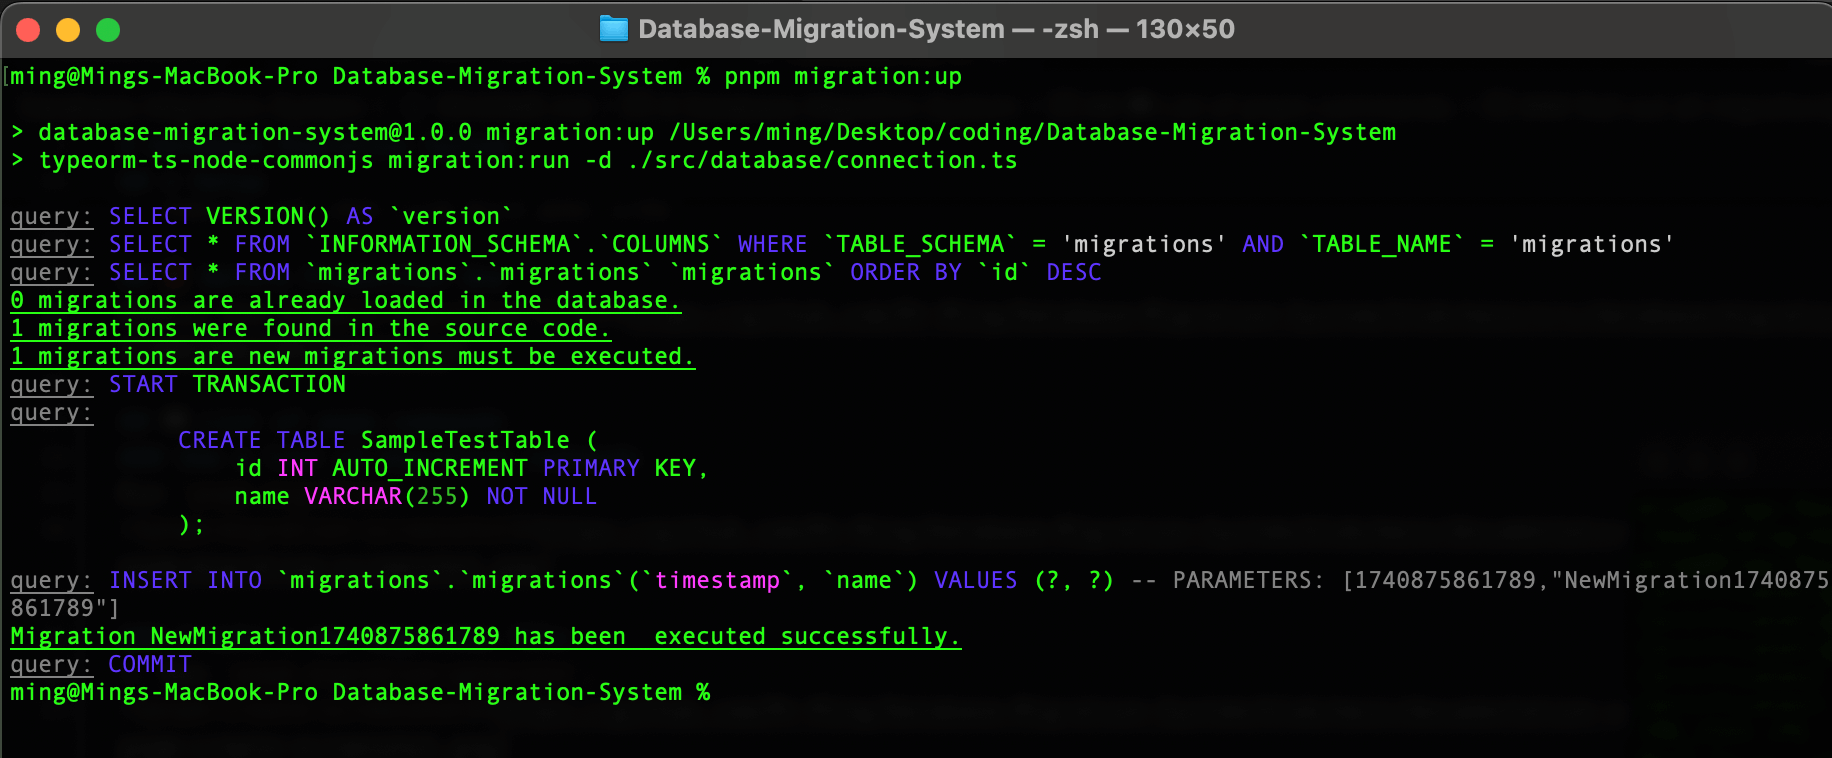 Database-Migration-System — -zsh — 130×50
[ming@Mings-MacBook-Pro Database-Migration-System % pnpm migration:up
> database-migration-system@1.0.0 migration:up /Users/ming/Desktop/coding/Database-Migration-System
> typeorm-ts-node-commonjs migration:run -d ./src/database/connection.ts
query: SELECT VERSION() AS `version`
query: SELECT * FROM `INFORMATION_SCHEMA`.`COLUMNS` WHERE `TABLE_SCHEMA` = 'migrations' AND `TABLE_NAME` = 'migrations'
query: SELECT * FROM `migrations`.`migrations` `migrations` ORDER BY `id` DESC
0 migrations are already loaded in the database.
1 migrations were found in the source code.
1 migrations are new migrations must be executed.
query: START TRANSACTION
query:
CREATE TABLE SampleTestTable (
id INT AUTO_INCREMENT PRIMARY KEY,
name VARCHAR(255) NOT NULL
);
query: INSERT INTO `migrations`.`migrations`(`timestamp`, `name`) VALUES (?, ?) -- PARAMETERS: [1740875861789,"NewMigration1740875
861789"]
Migration NewMigration1740875861789 has been  executed successfully.
query: COMMIT
ming@Mings-MacBook-Pro Database-Migration-System %